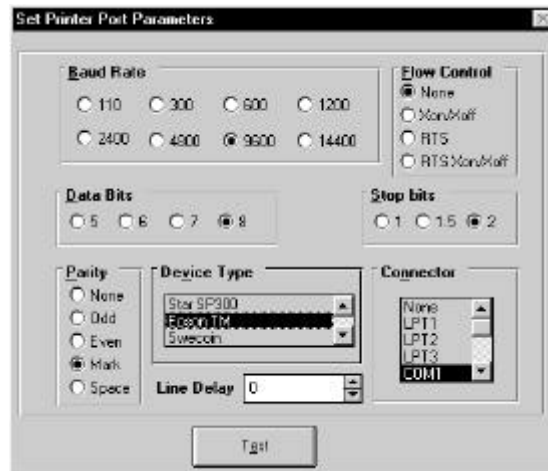 Set Printer Port Parameters
Baud Rate
110 300 600 1200
2400 4800 9600 14400
Flow Control
None
Xon/Xoff
RTS
RTS Xon/Xoff
Data Bits
5 6 7 8
Stop bits
1 1.5 2
Parity
None
Odd
Even
Mark
Space
Device Type
Star SP300
Epson TM
Swecoin
Line Delay 0
Connector
None
LPT1
LPT2
LPT3
COM1
Test